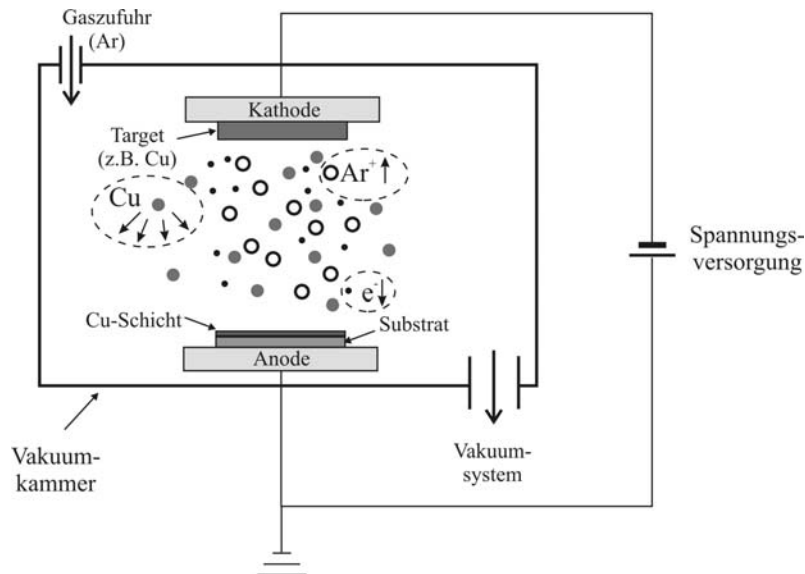 Gaszufuhr
(Ar)
Kathode
Target
(z.B. Cu)
Ar⁺
Cu
Spannungs-
versorgung
e⁻
Cu-Schicht
Substrat
Anode
Vakuum-
kammer
Vakuum-
system